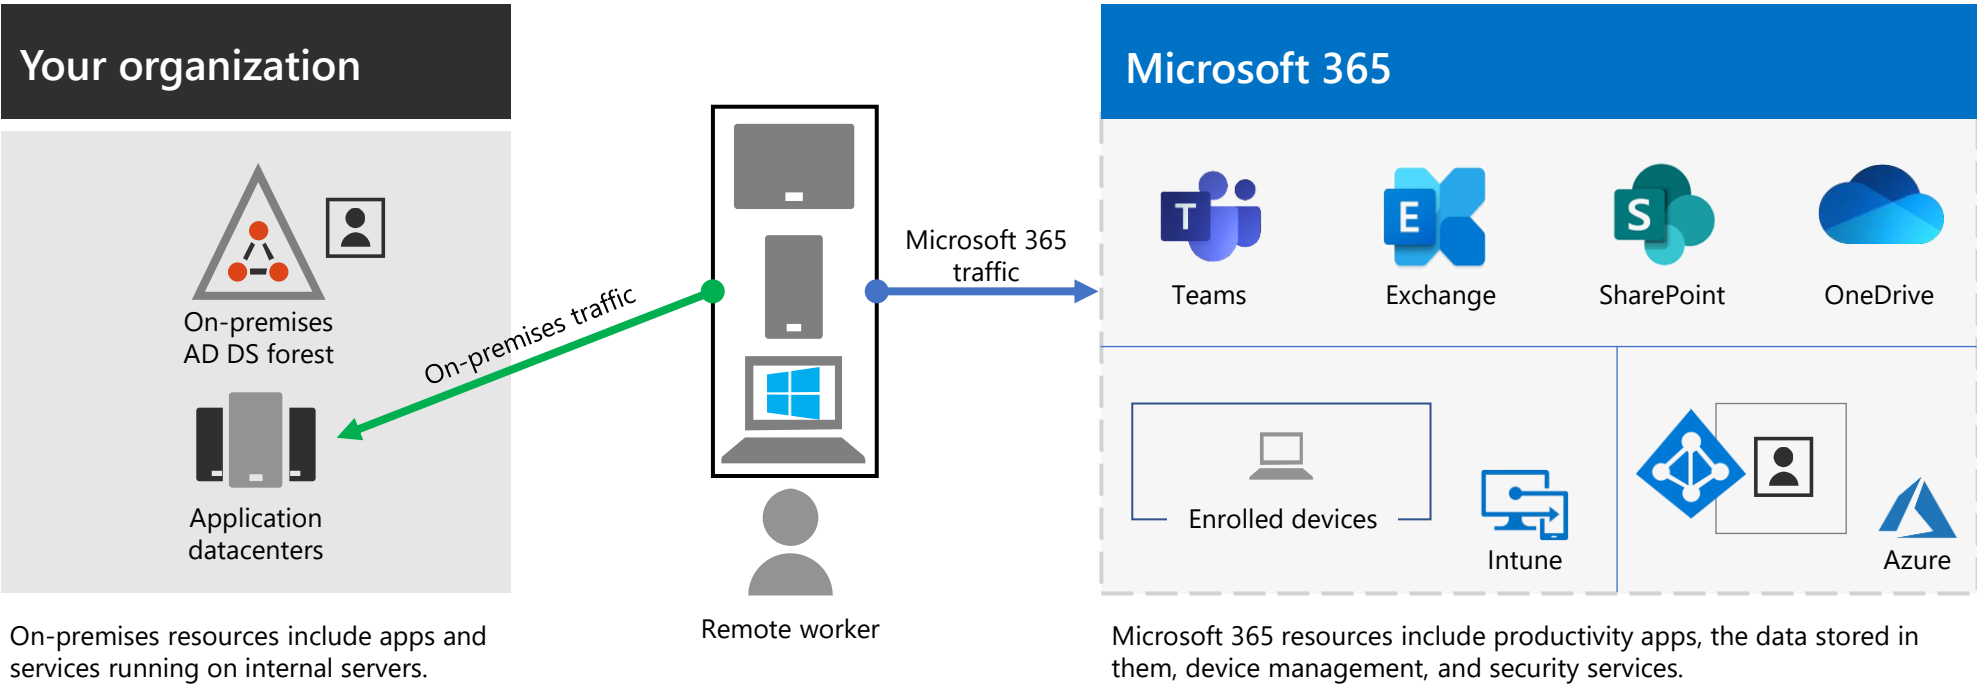 Your organization
On-premises
AD DS forest
Application
datacenters
On-premises resources include apps and
services running on internal servers.
On-premises traffic
Remote worker
Microsoft 365
traffic
Microsoft 365
T
Teams
E
Exchange
S
SharePoint
OneDrive
Enrolled devices
Intune
Azure
Microsoft 365 resources include productivity apps, the data stored in
them, device management, and security services.